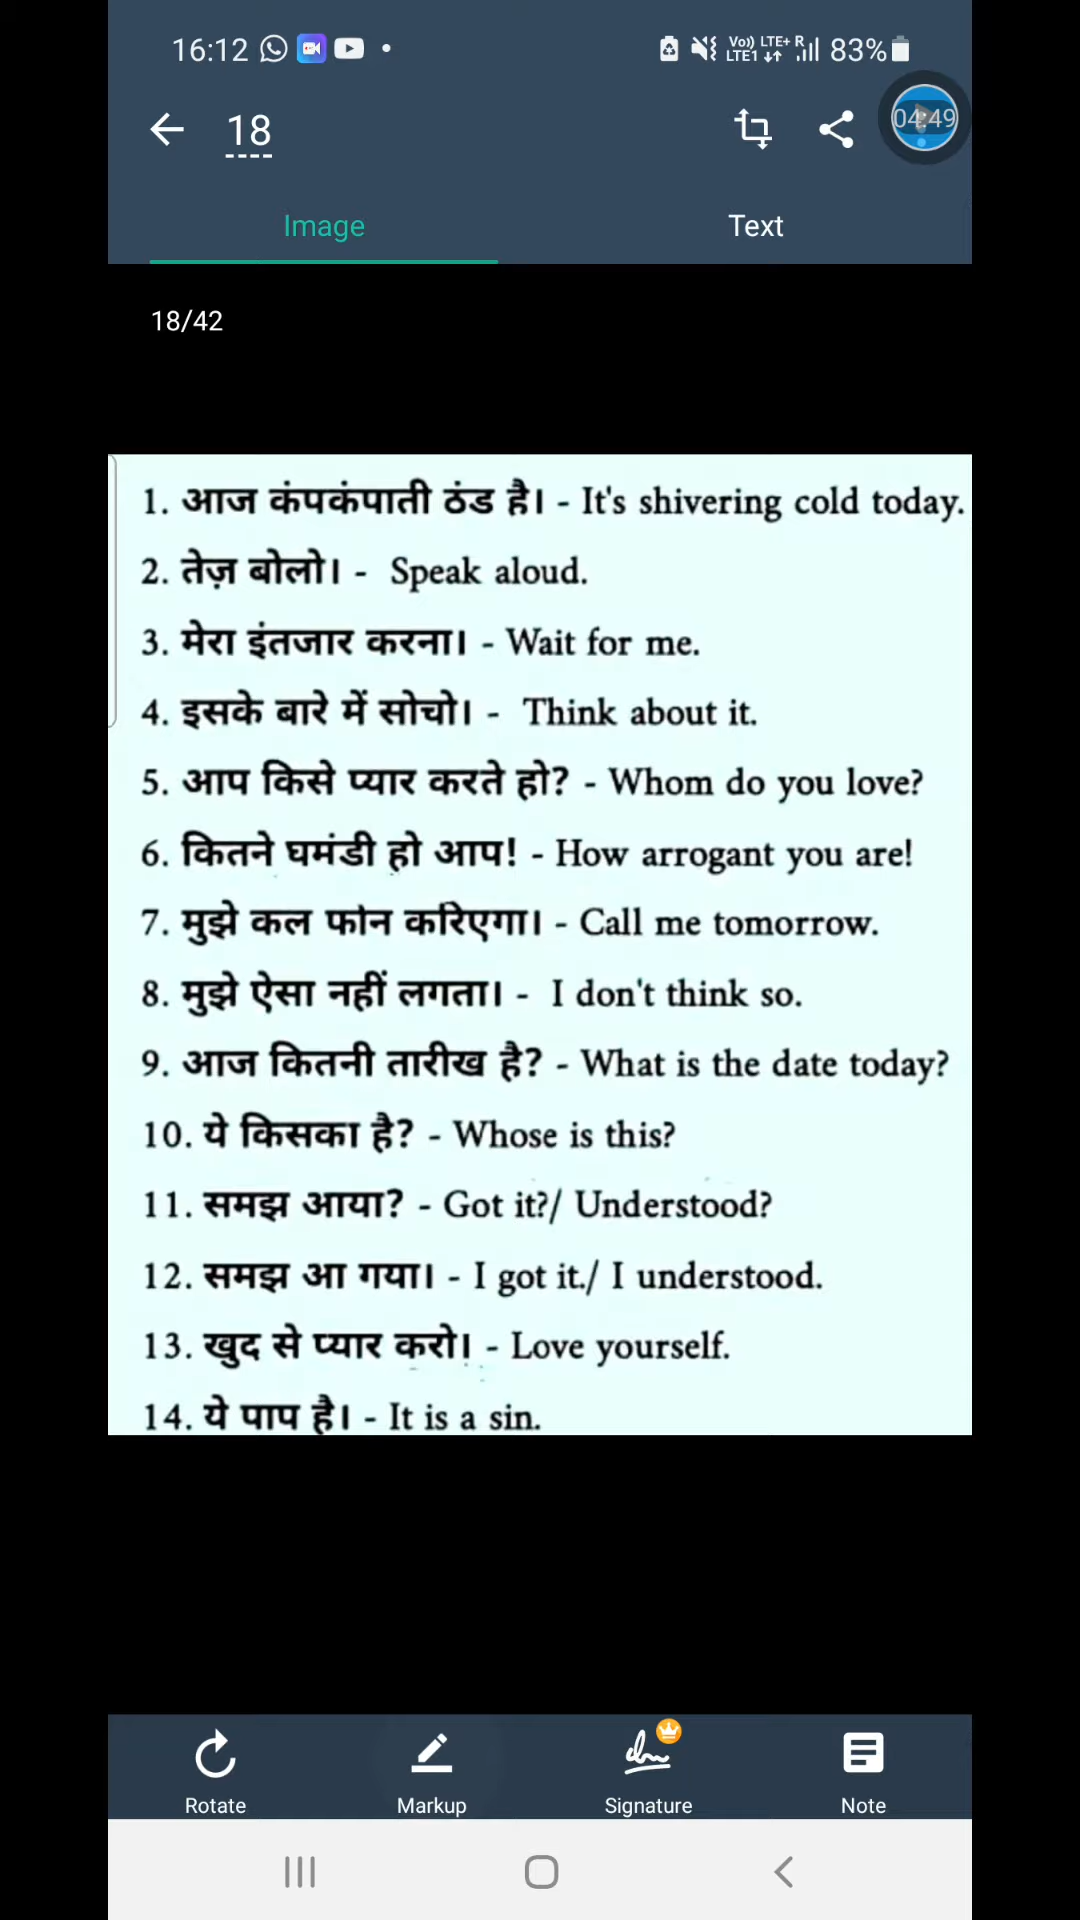 16:12 Vo)) LTE+ R 83%
LTE1
18
04:49
Image Text
18/42
1. आज कंपकंपाती ठंड है। - It's shivering cold today.
2. तेज़ बोलो। - Speak aloud.
3. मेरा इंतजार करना। - Wait for me.
4. इसके बारे में सोचो। - Think about it.
5. आप किसे प्यार करते हो? - Whom do you love?
6. कितने घमंडी हो आप! - How arrogant you are!
7. मुझे कल फोन करिएगा। - Call me tomorrow.
8. मुझे ऐसा नहीं लगता। - I don't think so.
9. आज कितनी तारीख है? - What is the date today?
10. ये किसका है? - Whose is this?
11. समझ आया? - Got it?/ Understood?
12. समझ आ गया। - I got it./ I understood.
13. खुद से प्यार करो। - Love yourself.
14. ये पाप है। - It is a sin.
Rotate Markup Signature Note